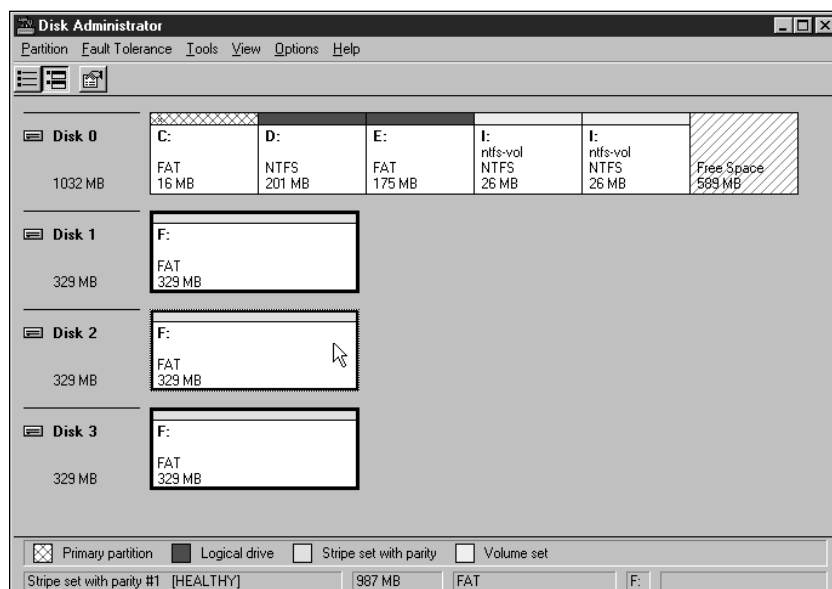 Disk Administrator
Partition Fault Tolerance Tools View Options Help
Disk 0
1032 MB
C:
FAT
16 MB
D:
NTFS
201 MB
E:
FAT
175 MB
I:
ntfs-vol
NTFS
26 MB
I:
ntfs-vol
NTFS
26 MB
Free Space
589 MB
Disk 1
329 MB
F:
FAT
329 MB
Disk 2
329 MB
F:
FAT
329 MB
Disk 3
329 MB
F:
FAT
329 MB
Primary partition Logical drive Stripe set with parity Volume set
Stripe set with parity #1 [HEALTHY] 987 MB FAT F: